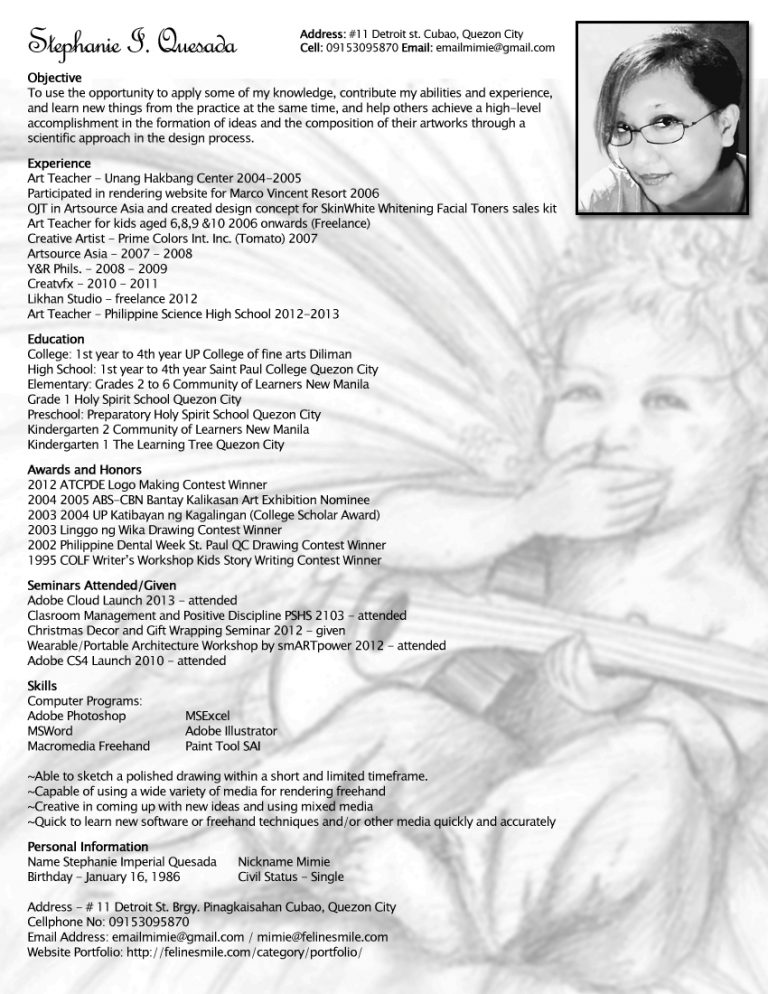 Stephanie I. Quesada
Address: #11 Detroit st. Cubao, Quezon City
Cell: 09153095870 Email: emailmimie@gmail.com
Objective
To use the opportunity to apply some of my knowledge, contribute my abilities and experience,
and learn new things from the practice at the same time, and help others achieve a high-level
accomplishment in the formation of ideas and the composition of their artworks through a
scientific approach in the design process.
Experience
Art Teacher - Unang Hakbang Center 2004-2005
Participated in rendering website for Marco Vincent Resort 2006
OJT in Artsource Asia and created design concept for SkinWhite Whitening Facial Toners sales kit
Art Teacher for kids aged 6,8,9 &10 2006 onwards (Freelance)
Creative Artist - Prime Colors Int. Inc. (Tomato) 2007
Artsource Asia - 2007 - 2008
Y&R Phils. - 2008 - 2009
Creatvfx - 2010 - 2011
Likhan Studio - freelance 2012
Art Teacher - Philippine Science High School 2012-2013
Education
College: 1st year to 4th year UP College of fine arts Diliman
High School: 1st year to 4th year Saint Paul College Quezon City
Elementary: Grades 2 to 6 Community of Learners New Manila
Grade 1 Holy Spirit School Quezon City
Preschool: Preparatory Holy Spirit School Quezon City
Kindergarten 2 Community of Learners New Manila
Kindergarten 1 The Learning Tree Quezon City
Awards and Honors
2012 ATCPDE Logo Making Contest Winner
2004 2005 ABS-CBN Bantay Kalikasan Art Exhibition Nominee
2003 2004 UP Katibayan ng Kagalingan (College Scholar Award)
2003 Linggo ng Wika Drawing Contest Winner
2002 Philippine Dental Week St. Paul QC Drawing Contest Winner
1995 COLF Writer's Workshop Kids Story Writing Contest Winner
Seminars Attended/Given
Adobe Cloud Launch 2013 - attended
Clasroom Management and Positive Discipline PSHS 2103 - attended
Christmas Decor and Gift Wrapping Seminar 2012 - given
Wearable/Portable Architecture Workshop by smARTpower 2012 - attended
Adobe CS4 Launch 2010 - attended
Skills
Computer Programs:
Adobe Photoshop MSExcel
MSWord Adobe Illustrator
Macromedia Freehand Paint Tool SAI
~Able to sketch a polished drawing within a short and limited timeframe.
~Capable of using a wide variety of media for rendering freehand
~Creative in coming up with new ideas and using mixed media
~Quick to learn new software or freehand techniques and/or other media quickly and accurately
Personal Information
Name Stephanie Imperial Quesada Nickname Mimie
Birthday - January 16, 1986 Civil Status - Single
Address - # 11 Detroit St. Brgy. Pinagkaisahan Cubao, Quezon City
Cellphone No: 09153095870
Email Address: emailmimie@gmail.com / mimie@felinesmile.com
Website Portfolio: http://felinesmile.com/category/portfolio/